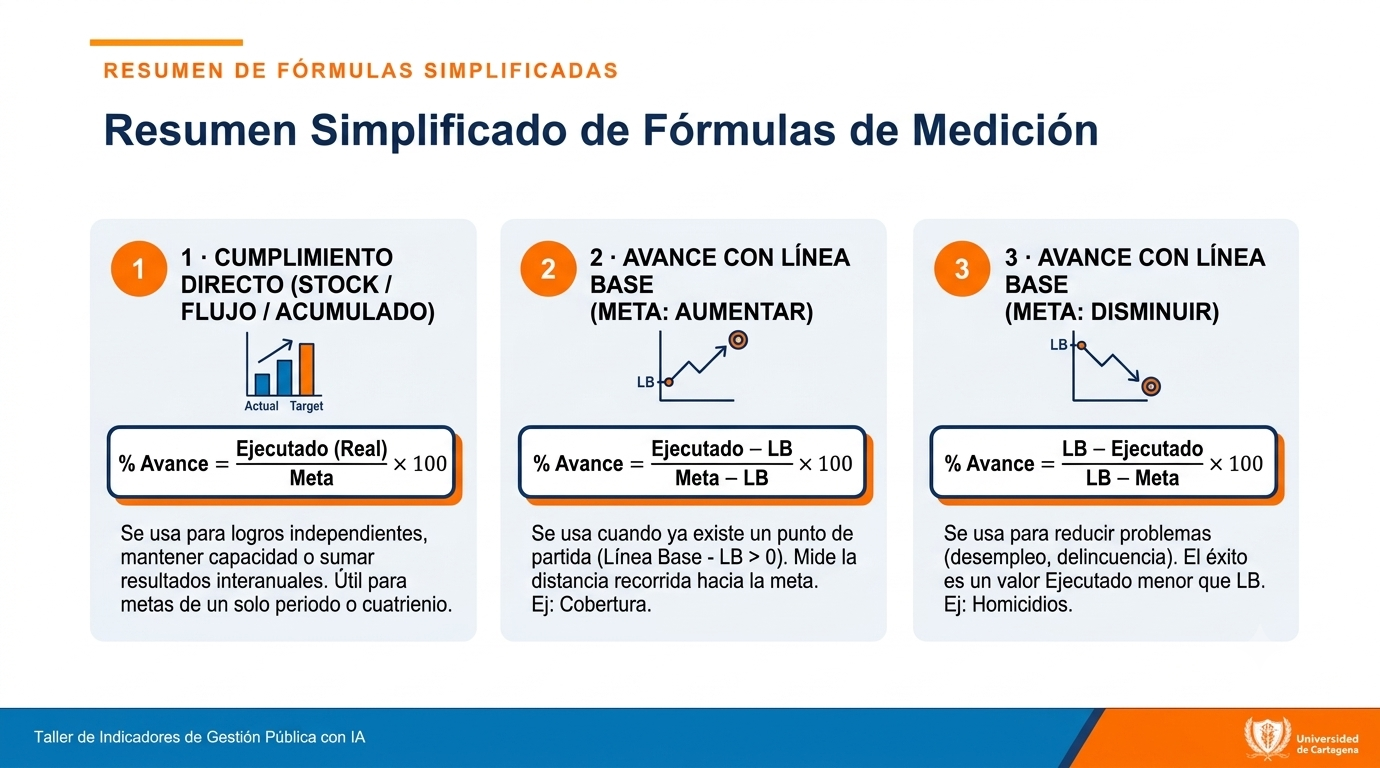 RESUMEN DE FÓRMULAS SIMPLIFICADAS
Resumen Simplificado de Fórmulas de Medición
1
1 · CUMPLIMIENTO
DIRECTO (STOCK /
FLUJO / ACUMULADO)
Actual Target
% Avance = Ejecutado (Real) / Meta × 100
Se usa para logros independientes,
mantener capacidad o sumar
resultados interanuales. Útil para
metas de un solo periodo o cuatrienio.
2
2 · AVANCE CON LÍNEA
BASE
(META: AUMENTAR)
LB
% Avance = Ejecutado – LB / Meta – LB × 100
Se usa cuando ya existe un punto de
partida (Línea Base - LB > 0). Mide la
distancia recorrida hacia la meta.
Ej: Cobertura.
3
3 · AVANCE CON LÍNEA
BASE
(META: DISMINUIR)
LB
% Avance = LB – Ejecutado / LB – Meta × 100
Se usa para reducir problemas
(desempleo, delincuencia). El éxito
es un valor Ejecutado menor que LB.
Ej: Homicidios.
Taller de Indicadores de Gestión Pública con IA
Universidad
de Cartagena